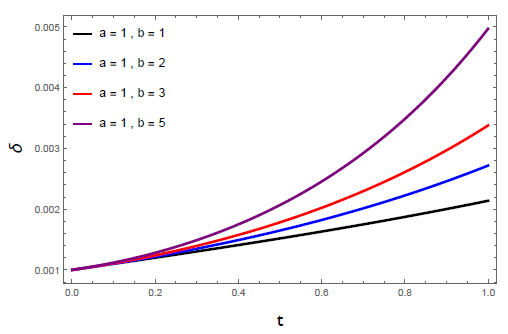 0.005
a = 1 , b = 1
a = 1 , b = 2
0.004
a = 1 , b = 3
a = 1 , b = 5
0.003
δ
0.002
0.001
0.0 0.2 0.4 0.6 0.8 1.0
t